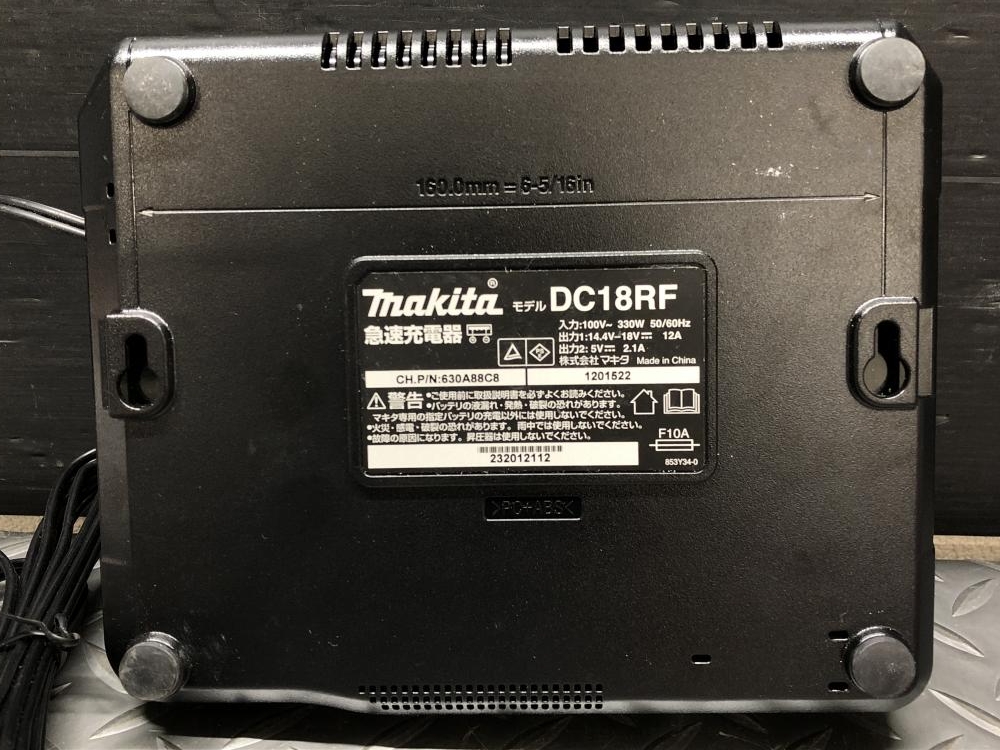 160.0mm = 6-5/16in
makita® モデル DC18RF
急速充電器
入力:100V~ 330W 50/60Hz
出力1:14.4V-18V⎓ 12A
出力2: 5V⎓ 2.1A
株式会社マキタ Made in China
CH.P/N:630A88C8 1201522
警告 •ご使用前に取扱説明書を必ずよくお読みください。
•バッテリの液漏れ・発熱・破裂の恐れがあります。
マキタ専用の指定バッテリの充電以外には使用しないでください。
•火災・感電・破裂の恐れがあります。雨中では使用しないでください。
•故障の原因になります。昇圧器は使用しないでください。
F10A
232012112
853Y34-0
>PC+ABS<